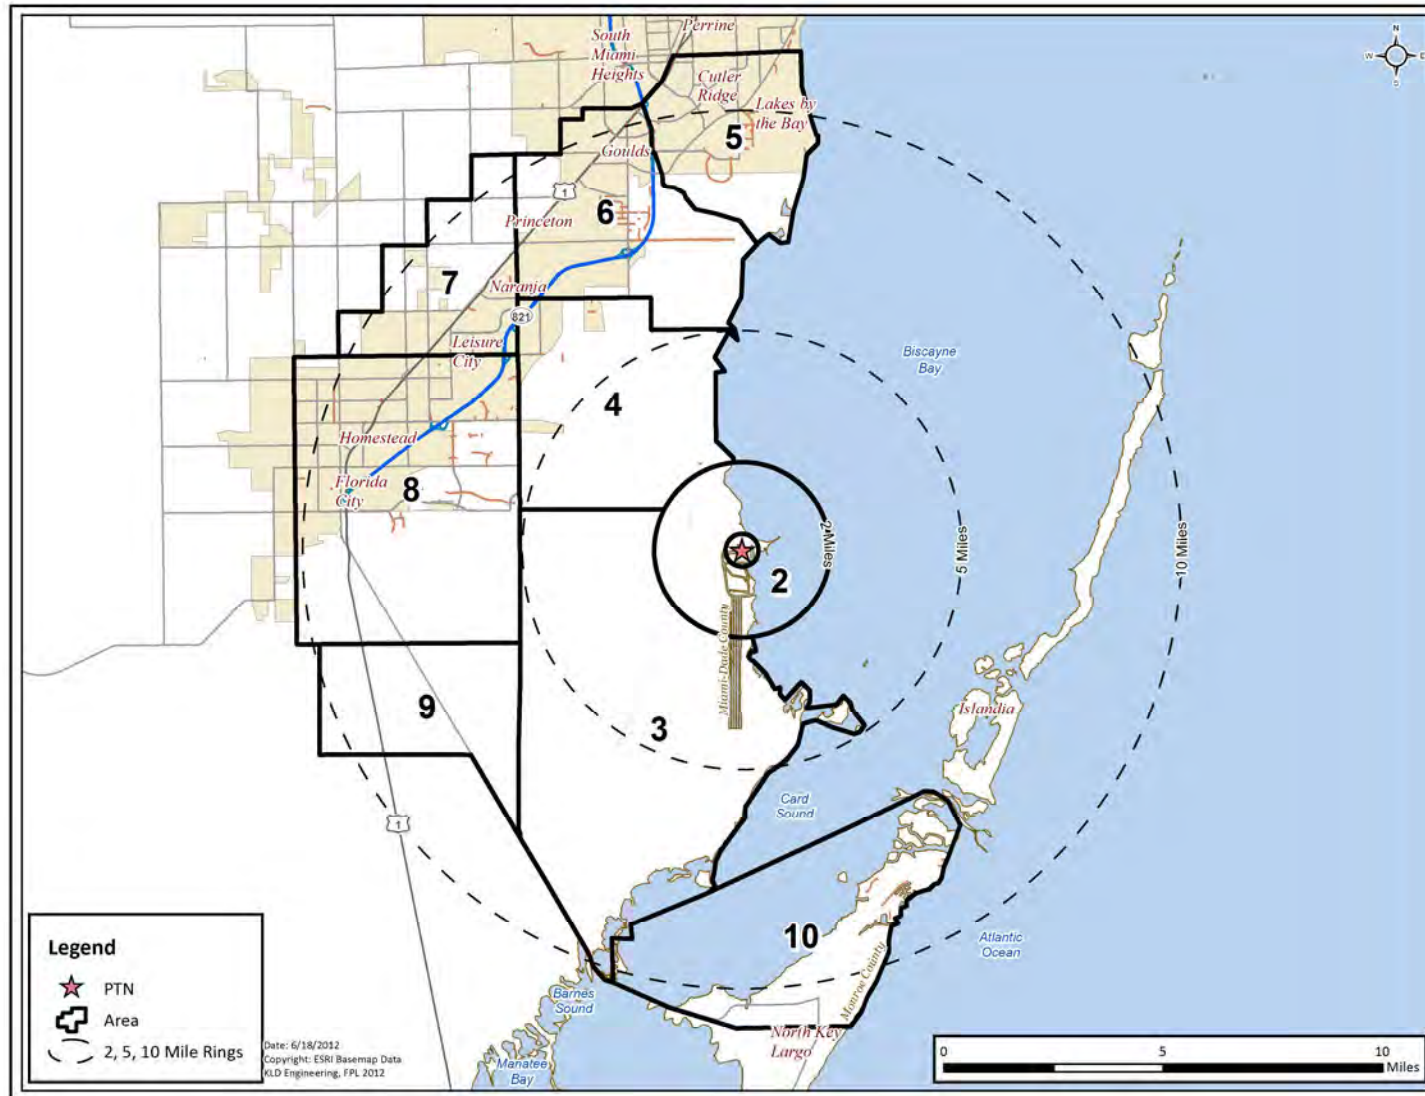 Perrine
South
Miami
Heights
Cutler
Ridge
Lakes by
the Bay
N
W
E
S
5
Goulds
1
6
Princeton
7
Naranja
821
Leisure
City
Biscayne
Bay
4
Homestead
Florida
City
8
2 Miles
5 Miles
10 Miles
2
Miami-Dade County
9
3
Islandia
Card
Sound
1
10
Atlantic
Ocean
Monroe County
Barnes
Sound
North Key
Largo
Manatee
Bay
Legend
PTN
Area
2, 5, 10 Mile Rings
Date: 6/18/2012
Copyright: ESRI Basemap Data
KLD Engineering, FPL 2012
0 5 10
Miles